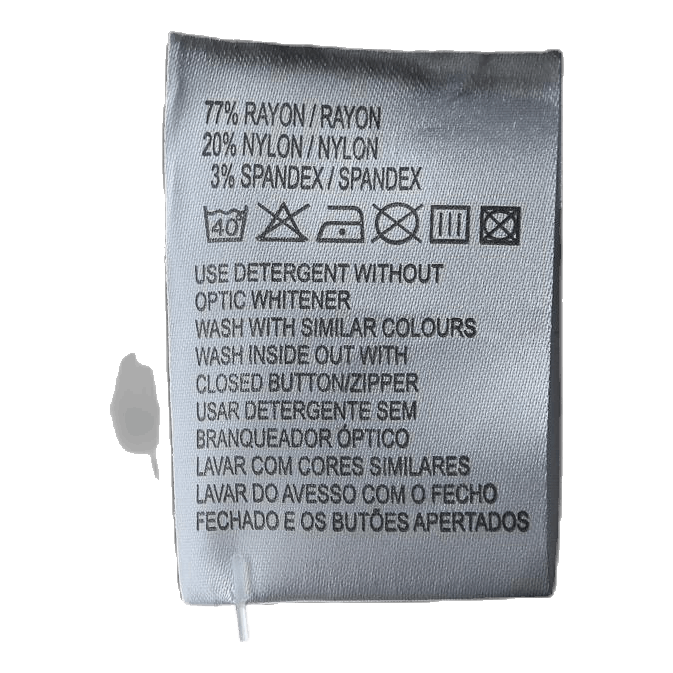 77% RAYON / RAYON
20% NYLON / NYLON
3% SPANDEX / SPANDEX
40
USE DETERGENT WITHOUT
OPTIC WHITENER
WASH WITH SIMILAR COLOURS
WASH INSIDE OUT WITH
CLOSED BUTTON/ZIPPER
USAR DETERGENTE SEM
BRANQUEADOR ÓPTICO
LAVAR COM CORES SIMILARES
LAVAR DO AVESSO COM O FECHO
FECHADO E OS BUTÕES APERTADOS